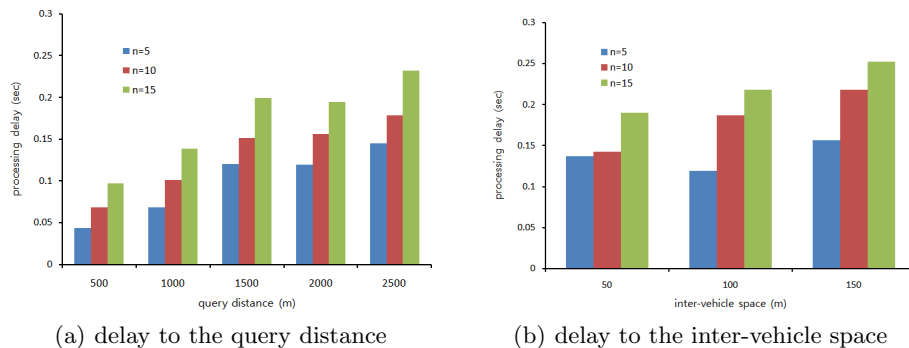 0.3
0.25
0.2
0.15
0.1
0.05
0
processing delay (sec)
n=5
n=10
n=15
500 1000 1500 2000 2500
query distance (m)
(a) delay to the query distance
0.3
0.25
0.2
0.15
0.1
0.05
0
processing delay (sec)
n=5
n=10
n=15
50 100 150
inter-vehicle space (m)
(b) delay to the inter-vehicle space